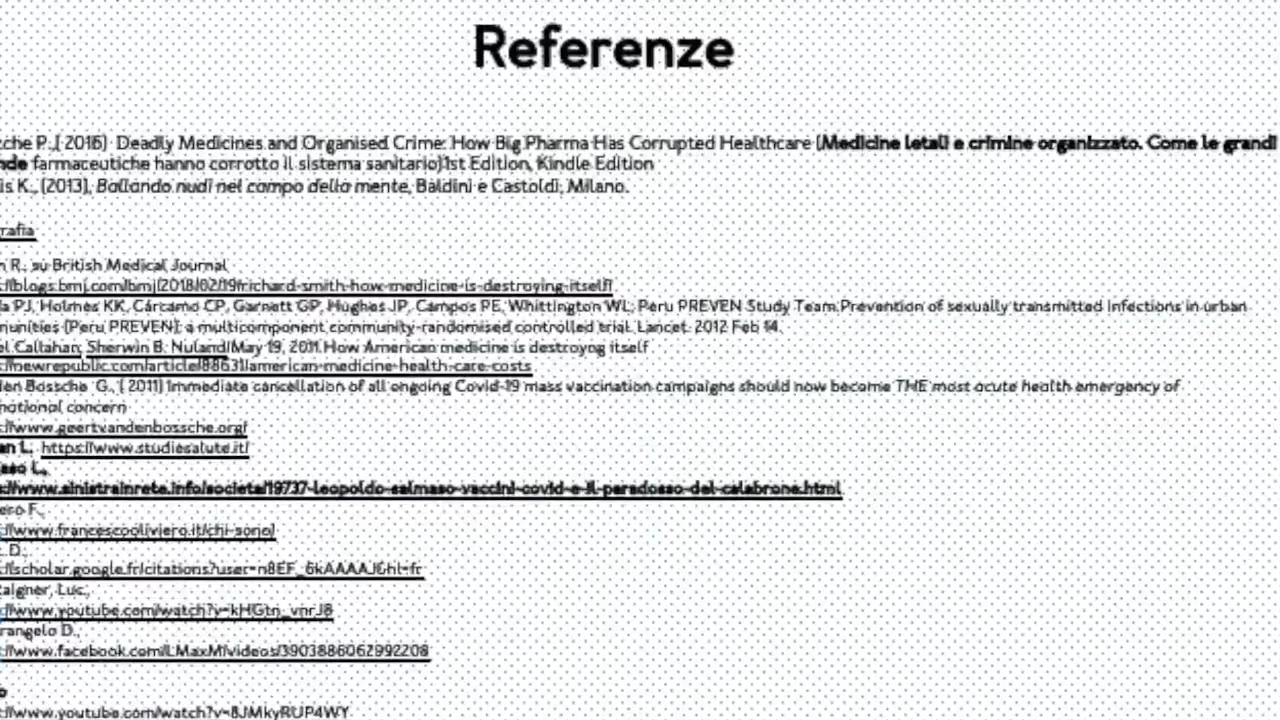 Referenze
che P.,( 2016) Deadly Medicines and Organised Crime: How Big Pharma Has Corrupted Healthcare (Medicine letali e crimine organizzato. Come le grandi
nde farmaceutiche hanno corrotto il sistema sanitario)1st Edition, Kindle Edition
is K., (2013), Ballando nudi nel campo della mente, Baldini e Castoldi, Milano.
rafia
n R., su British Medical Journal
://blogs.bmj.com/bmj/2018/02/19/richard-smith-how-medicine-is-destroying-itself/
a PJ, Holmes KK, Cárcamo CP, Garnett GP, Hughes JP, Campos PE, Whittington WL; Peru PREVEN Study Team.Prevention of sexually transmitted infections in urban
munities (Peru PREVEN): a multicomponent community-randomised controlled trial. Lancet. 2012 Feb 14.
el Callahan; Sherwin B. Nuland/May 19, 2011.How American medicine is destroyng itself
://newrepublic.com/article/88631/american-medicine-health-care-costs
den Bossche G., ( 2011) Immediate cancellation of all ongoing Covid-19 mass vaccination campaigns should now become THE most acute health emergency of
national concern
://www.geertvandenbossche.org/
an L. https://www.studiesalute.it/
aso L.,
://www.sinistrainrete.info/societa/19737-leopoldo-salmaso-vaccini-covid-e-il-paradosso-del-calabrone.html
ero F.,
://www.francescooliviero.it/chi-sono/
. D.,
://scholar.google.fr/citations?user=n8EF_6kAAAAJ&hl=fr
taigner, Luc.,
://www.youtube.com/watch?v=kHGtn_vnrJ8
rangelo D.,
://www.facebook.com/LMaxM/videos/3903886062992208
o
://www.youtube.com/watch?v=8JMkyRUP4WY